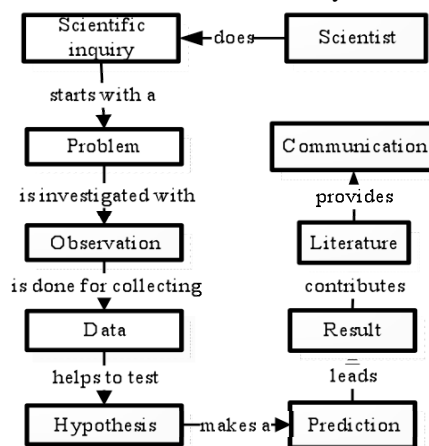 Scientific
inquiry
does
Scientist
starts with a
Problem
is investigated with
Observation
is done for collecting
Data
helps to test
Hypothesis
makes a
Prediction
leads
Result
contributes
Literature
provides
Communication